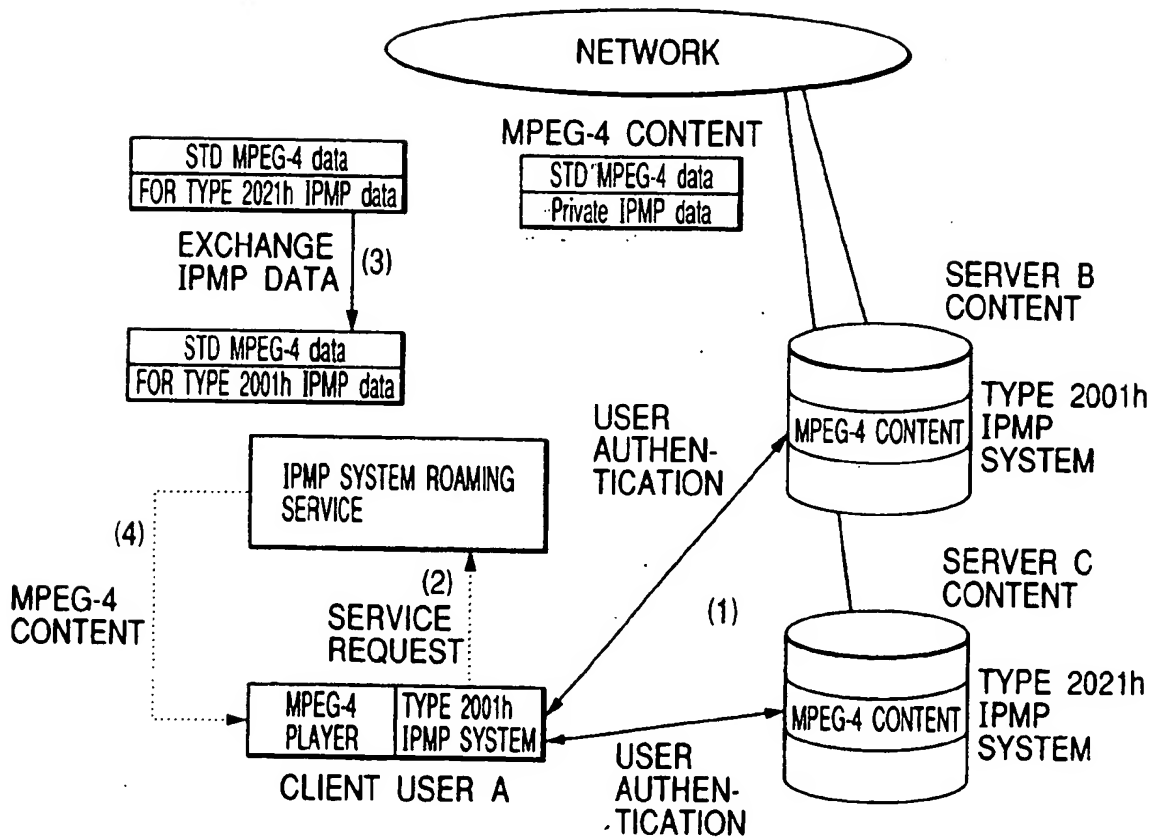 NETWORK
MPEG-4 CONTENT
STD MPEG-4 data
Private IPMP data
STD MPEG-4 data
FOR TYPE 2021h IPMP data
EXCHANGE
IPMP DATA
(3)
STD MPEG-4 data
FOR TYPE 2001h IPMP data
SERVER B
CONTENT
MPEG-4 CONTENT
TYPE 2001h
IPMP
SYSTEM
USER
AUTHEN-
TICATION
IPMP SYSTEM ROAMING
SERVICE
(4)
MPEG-4
CONTENT
(2)
SERVICE
REQUEST
(1)
SERVER C
CONTENT
MPEG-4 CONTENT
TYPE 2021h
IPMP
SYSTEM
MPEG-4
PLAYER
TYPE 2001h
IPMP SYSTEM
CLIENT USER A
USER
AUTHEN-
TICATION